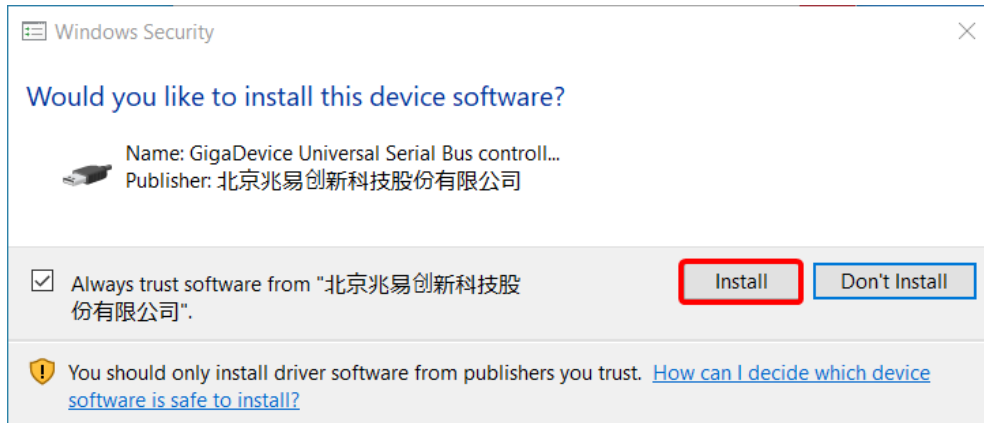 Windows Security
Would you like to install this device software?
Name: GigaDevice Universal Serial Bus controll...
Publisher: 北京兆易创新科技股份有限公司
Always trust software from "北京兆易创新科技股
份有限公司".
Install
Don't Install
You should only install driver software from publishers you trust. How can I decide which device
software is safe to install?